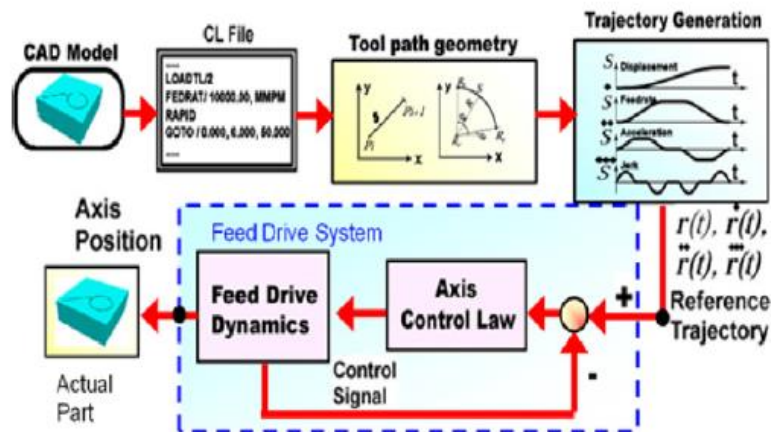 CAD Model
CL File
----
LOADTL/2
FEDRAT/ 10000.00, MMPM
RAPID
GOTO / 0.000, 0.000, 50.000
----
Tool path geometry
y
x
y
S
x
Trajectory Generation
S
Displacement
t
S
Feedrate
t
S
Acceleration
t
S
Jerk
t
r(t), ṙ(t),
r̈(t), r⃛(t)
Reference
Trajectory
+
-
Feed Drive System
Axis
Control Law
Feed Drive
Dynamics
Control
Signal
Axis
Position
Actual
Part